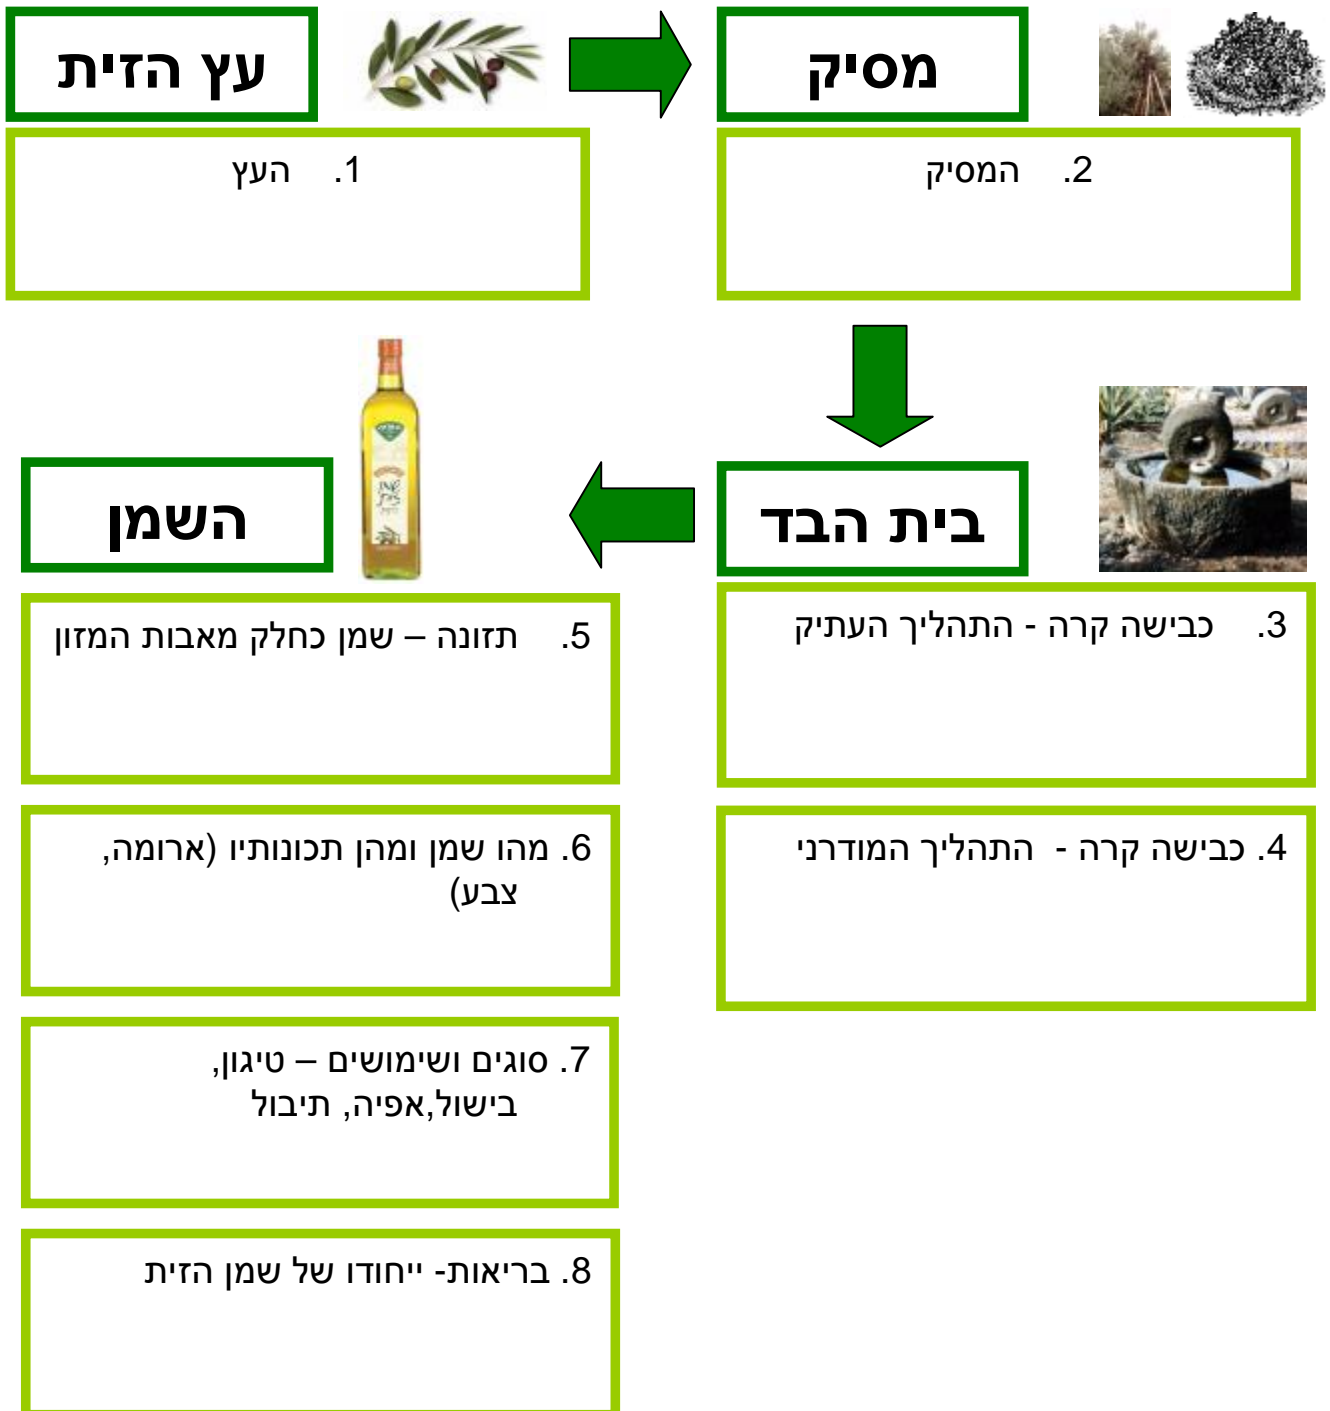 עץ הזית
1. העץ
מסיק
2. המסיק
בית הבד
3. כבישה קרה - התהליך העתיק
4. כבישה קרה - התהליך המודרני
השמן
שמן
זית
5. תזונה – שמן כחלק מאבות המזון
6. מהו שמן ומהן תכונותיו (ארומה,
צבע)
7. סוגים ושימושים – טיגון,
בישול,אפיה, תיבול
8. בריאות- ייחודו של שמן הזית